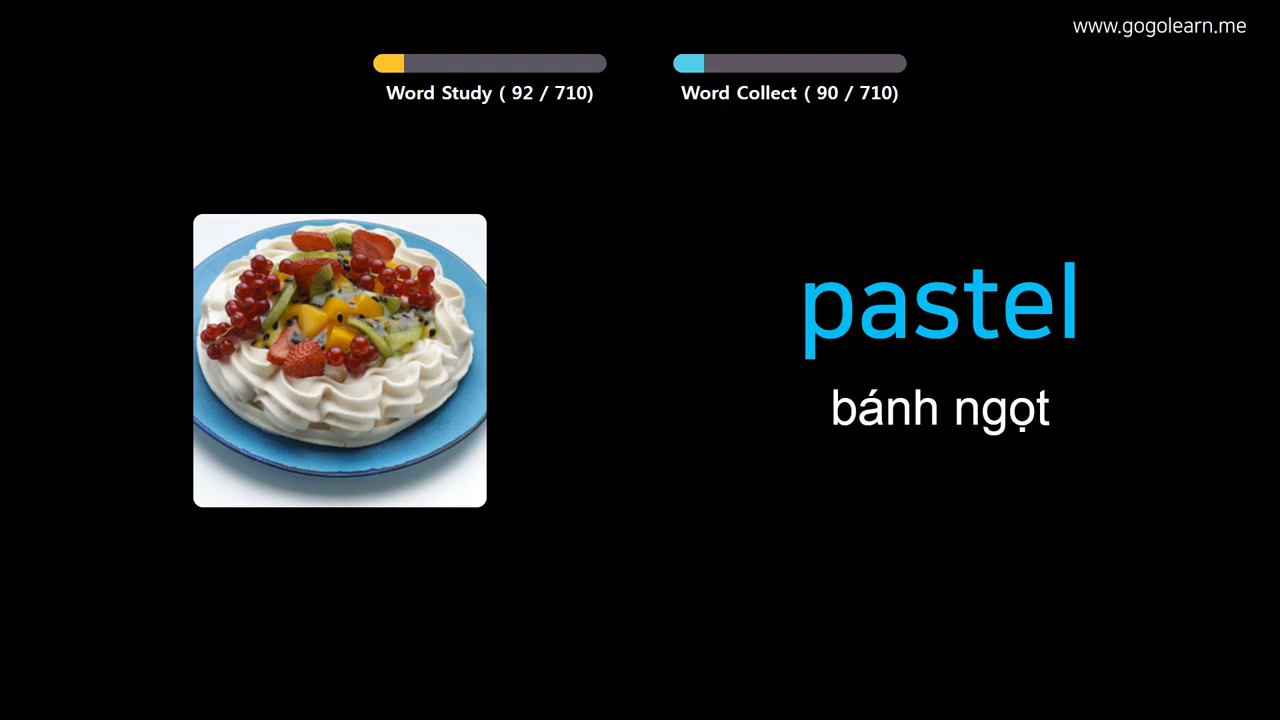 www.gogolearn.me
Word Study ( 92 / 710)
Word Collect ( 90 / 710)
pastel
bánh ngọt